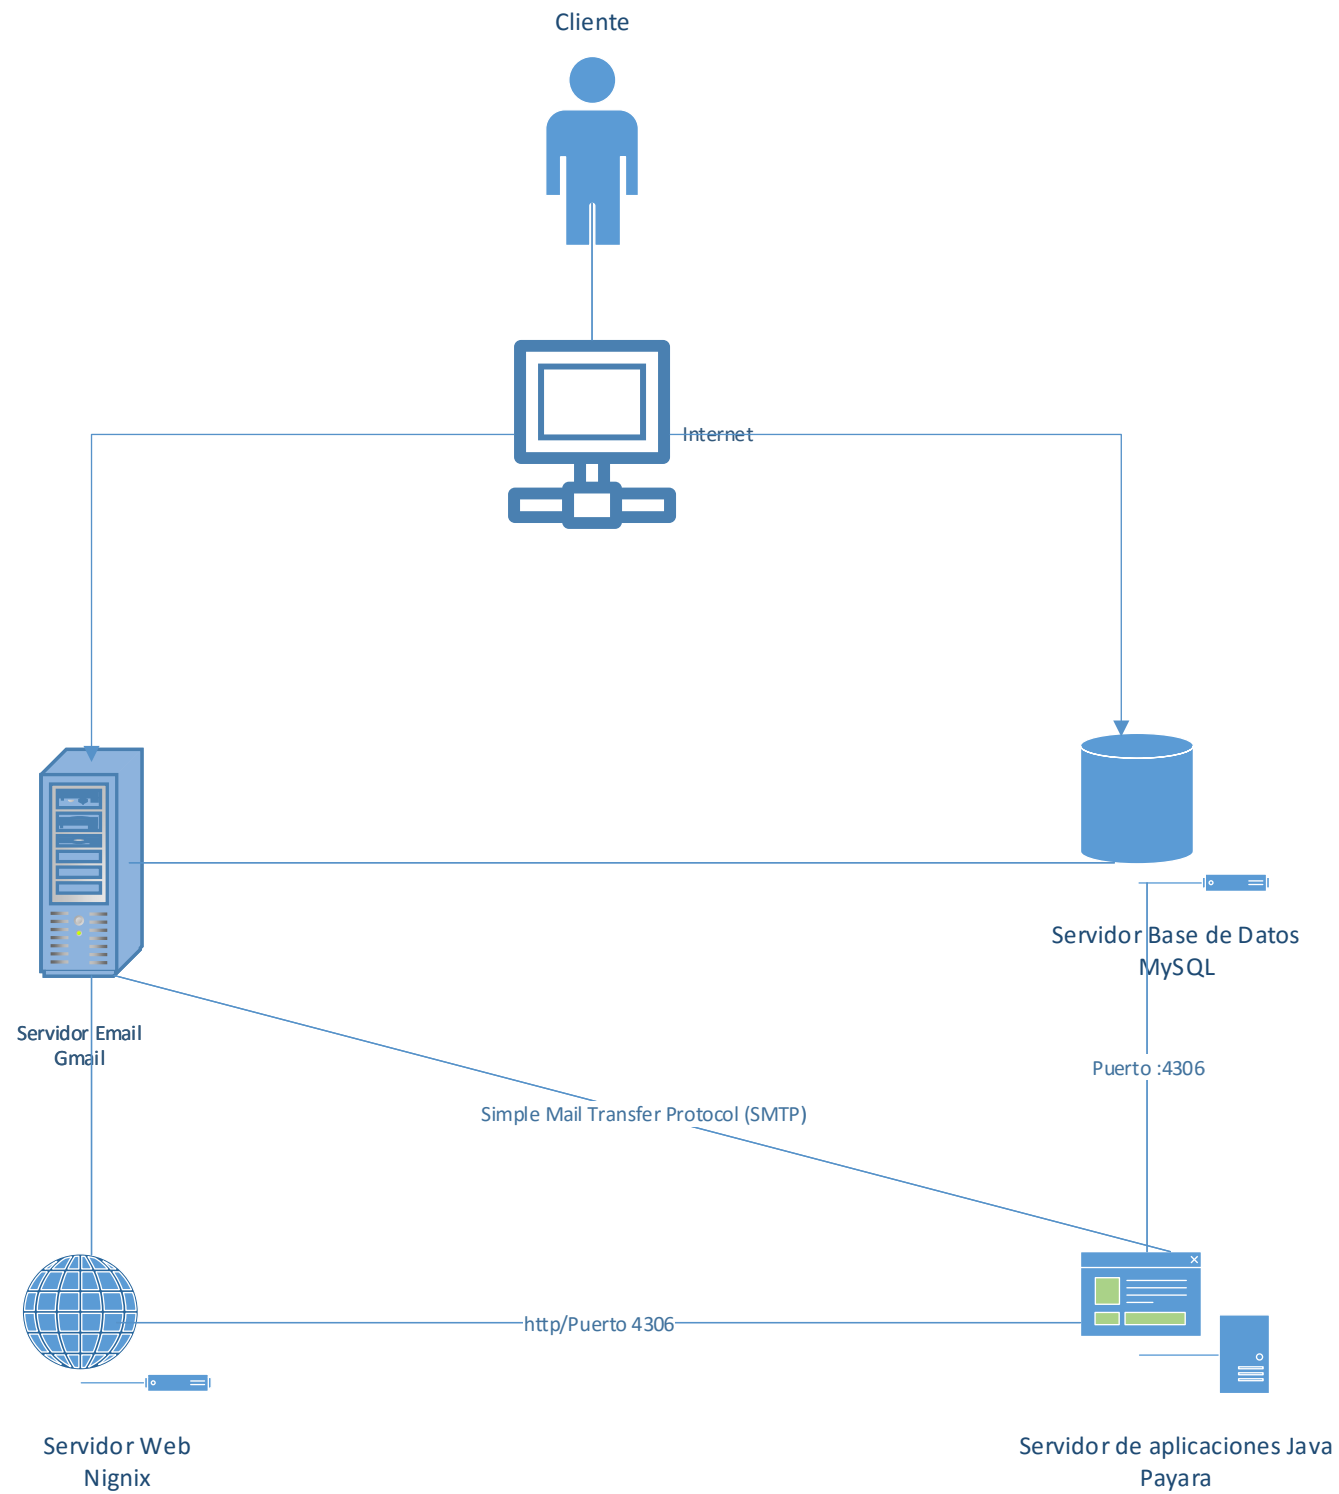 Cliente
Internet
Servidor Base de Datos
MySQL
Servidor Email
Gmail
Puerto :4306
Simple Mail Transfer Protocol (SMTP)
http/Puerto 4306
Servidor Web
Nignix
Servidor de aplicaciones Java
Payara